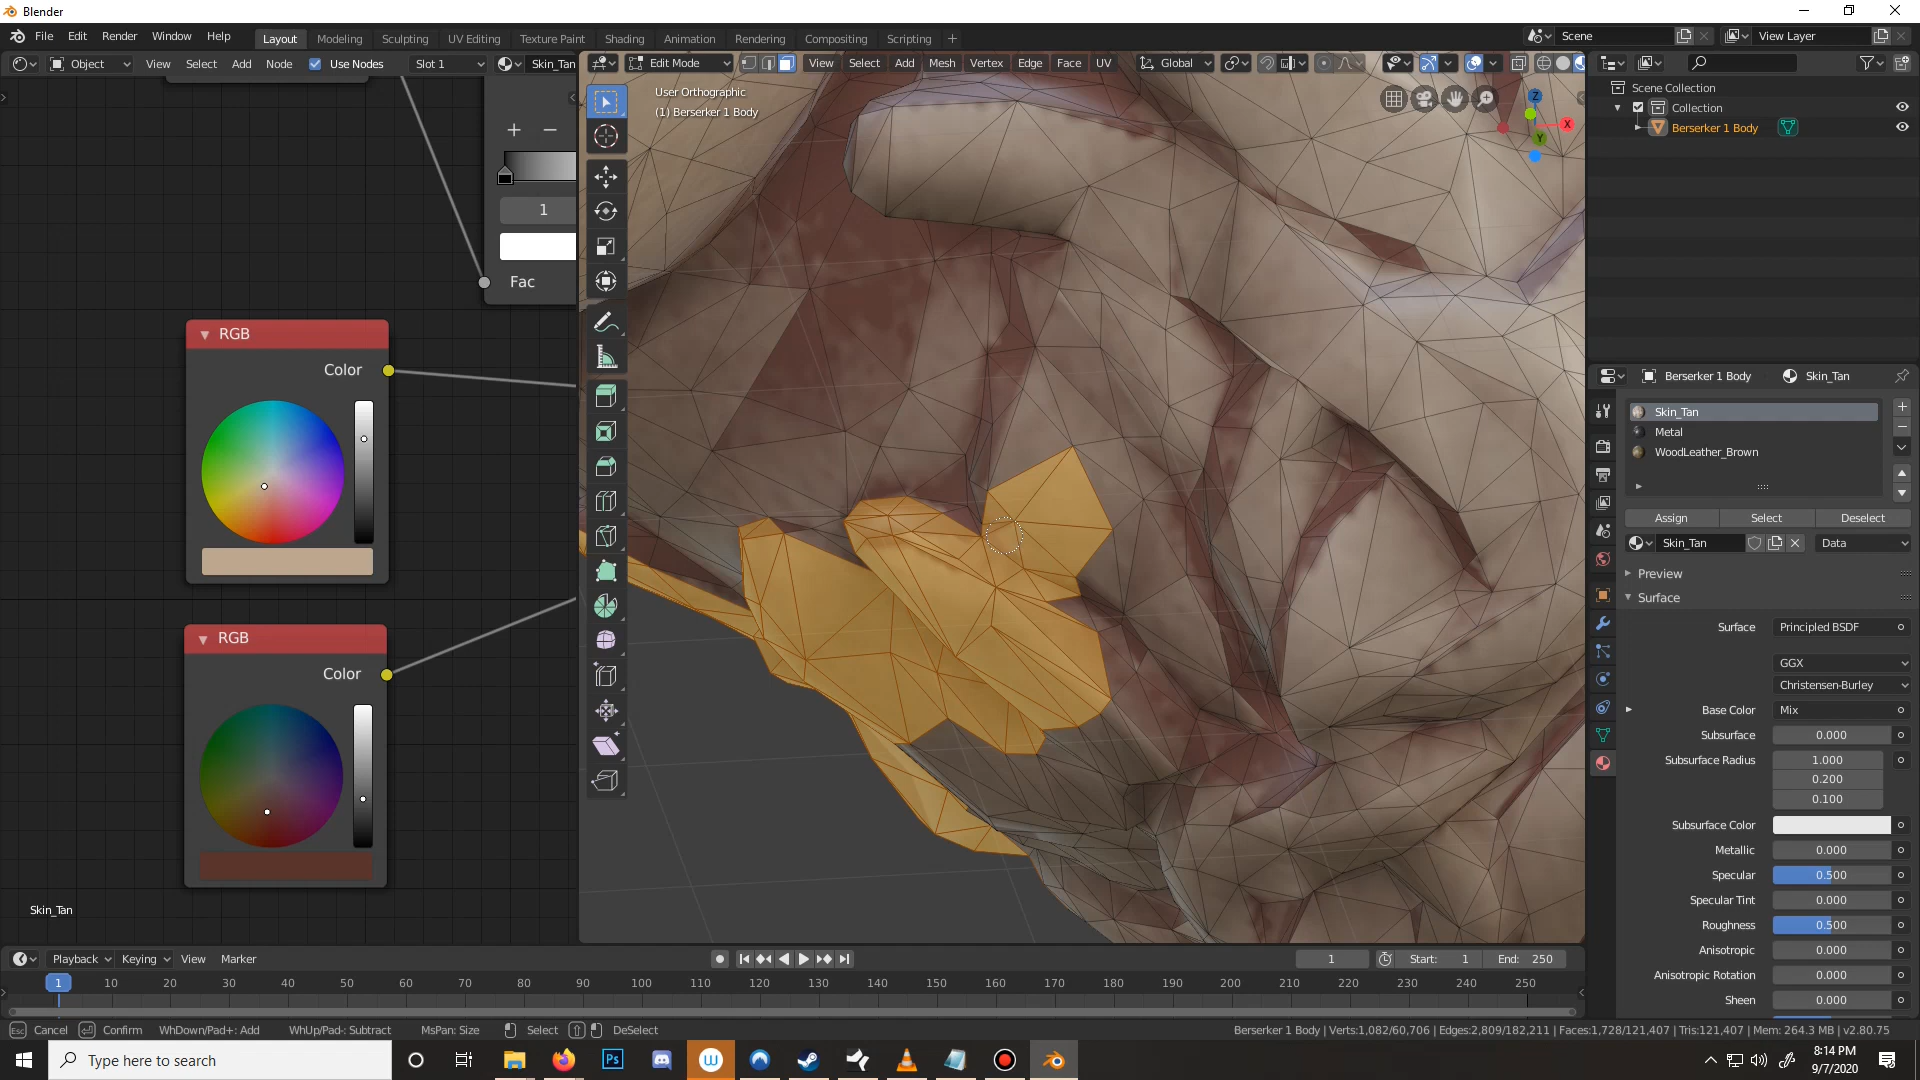 Blender
File Edit Render Window Help Layout Modeling Sculpting UV Editing Texture Paint Shading Animation Rendering Compositing Scripting + Scene View Layer
Object View Select Add Node Use Nodes Slot 1 Skin_Tan
Edit Mode View Select Add Mesh Vertex Edge Face UV Global
User Orthographic
(1) Berserker 1 Body
Z
X
Y
1
Fac
RGB
Color
RGB
Color
Skin_Tan
Scene Collection
Collection
Berserker 1 Body
Berserker 1 Body Skin_Tan
Skin_Tan
Metal
WoodLeather_Brown
Assign Select Deselect
Skin_Tan Data
Preview
Surface
Surface Principled BSDF
GGX
Christensen-Burley
Base Color Mix
Subsurface 0.000
Subsurface Radius 1.000
0.200
0.100
Subsurface Color
Metallic 0.000
Specular 0.500
Specular Tint 0.000
Roughness 0.500
Anisotropic 0.000
Anisotropic Rotation 0.000
Sheen 0.000
Playback Keying View Marker 1 Start: 1 End: 250
1 10 20 30 40 50 60 70 80 90 100 110 120 130 140 150 160 170 180 190 200 210 220 230 240 250
Esc Cancel Confirm WhDown/Pad+: Add WhUp/Pad-: Subtract MsPan: Size Select DeSelect Berserker 1 Body | Verts:1,082/60,706 | Edges:2,809/182,211 | Faces:1,728/121,407 | Tris:121,407 | Mem: 264.3 MB | v2.80.75
Type here to search
Ps
W
8:14 PM
9/7/2020